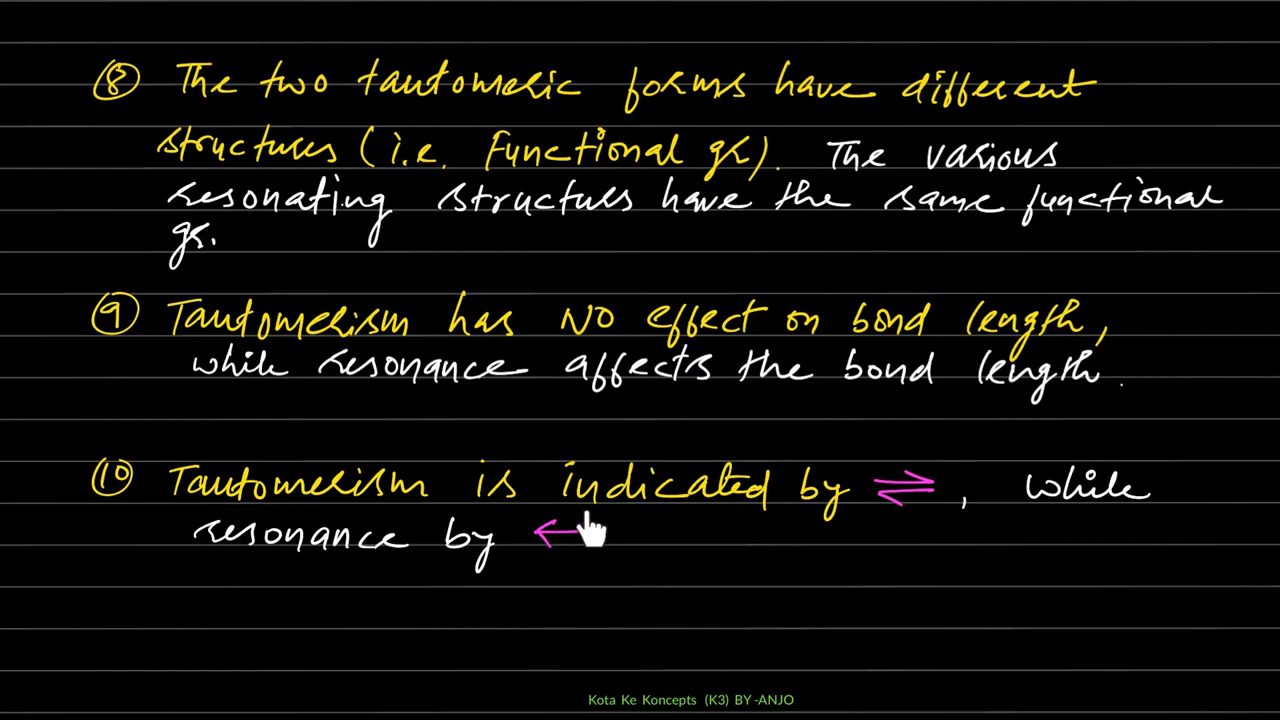 ⑧ The two tautomeric forms have different
structures (i.e. Functional gr). The various
resonating structures have the same functional
gr.
⑨ Tautomerism has NO effect on bond length,
while resonance affects the bond length.
⑩ Tautomerism is indicated by ⇌, while
resonance by ←
Kota Ke Koncepts (K3) BY -ANJO